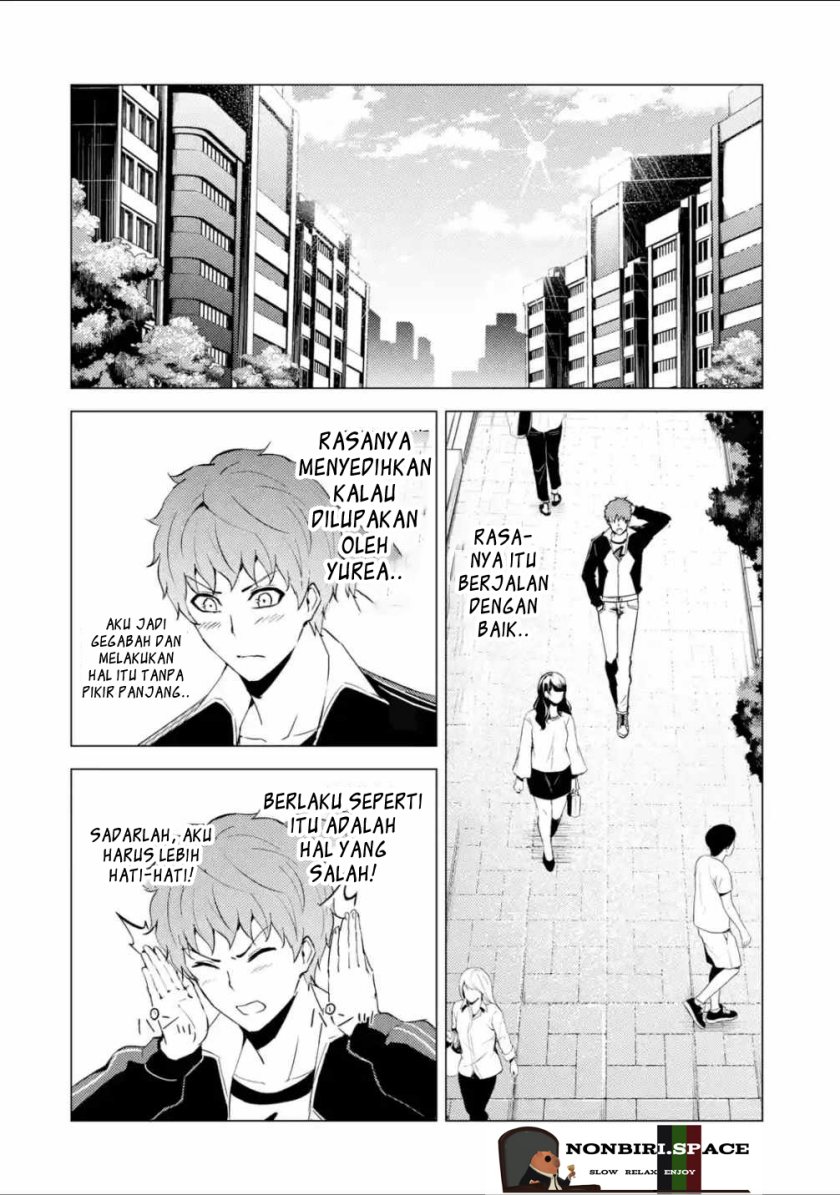 RASA-
NYA ITU
BERJALAN
DENGAN
BAIK..
RASANYA
MENYEDIHKAN
KALAU
DILUPAKAN
OLEH
YUREA..
AKU JADI
GEGABAH DAN
MELAKUKAN
HAL ITU TANPA
PIKIR PANJANG..
BERLAKU SEPERTI
ITU ADALAH
HAL YANG
SALAH!
SADARLAH, AKU
HARUS LEBIH
HATI-HATI!
NONBIRI.SPACE
SLOW RELAX ENJOY